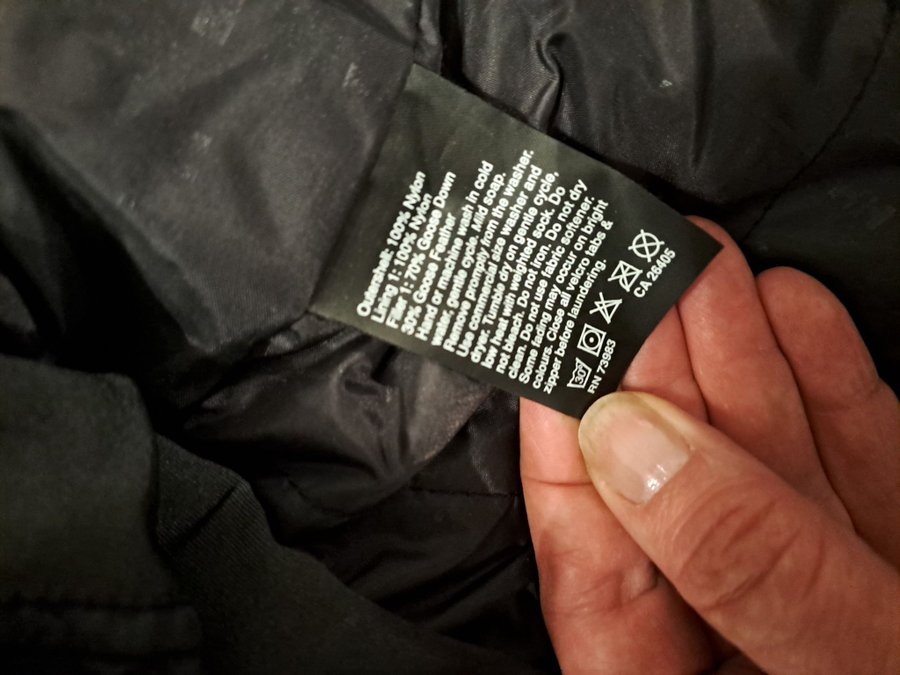 Outershell: 100% Nylon
Lining 1: 100% Nylon
Filler 1: 70% Goose Down
30% Goose Feather
Hand or machine wash in cold
water, gentle cycle. Mild soap.
Remove promptly from the washer.
Use commercial size washer and
dryer. Tumble dry on gentle cycle,
low heat with weighted sock. Do
not bleach. Do not iron. Do not dry
clean. Do not use fabric softener.
Some fading may occur on bright
colours. Close all velcro tabs &
zipper before laundering.
30°
RN 73983 CA 26405